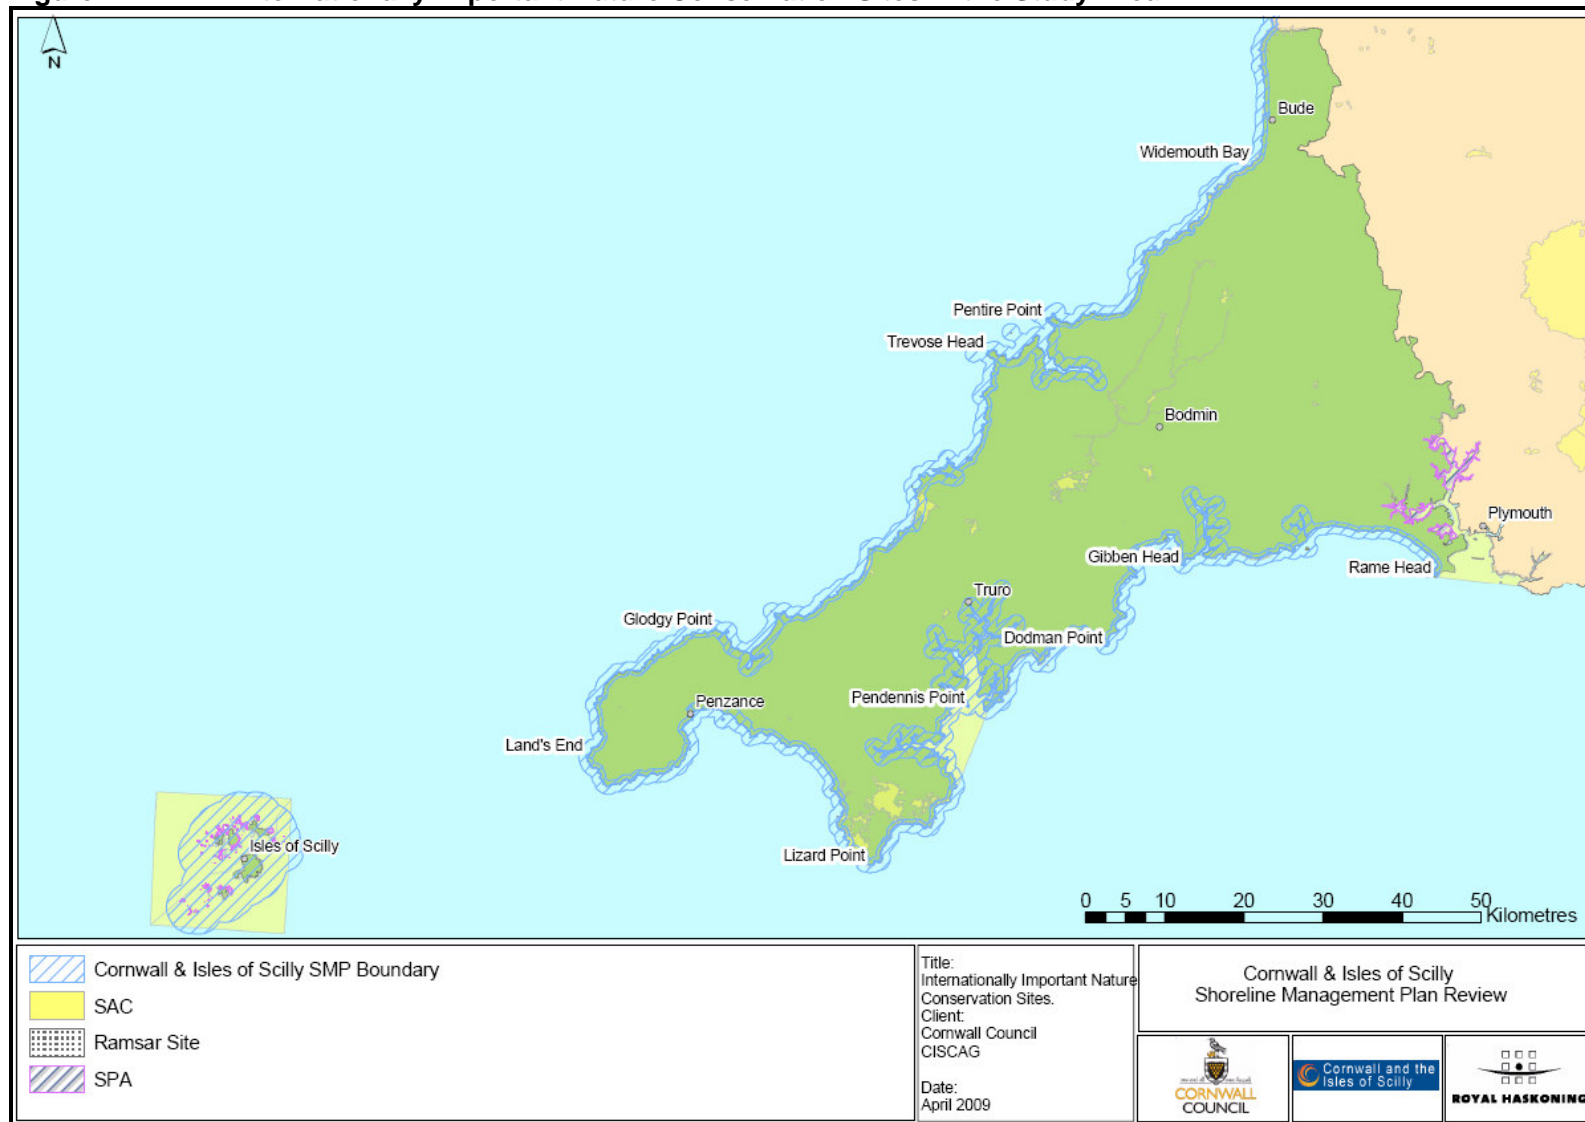 N
Bude
Widemouth Bay
Pentire Point
Trevose Head
Bodmin
Plymouth
Gibben Head
Rame Head
Truro
Glodgy Point
Dodman Point
Pendennis Point
Penzance
Land's End
Isles of Scilly
Lizard Point
0 5 10 20 30 40 50
Kilometres
Cornwall & Isles of Scilly SMP Boundary
SAC
Ramsar Site
SPA
Title:
Internationally Important Nature
Conservation Sites.
Client:
Cornwall Council
CISCAG
Date:
April 2009
Cornwall & Isles of Scilly
Shoreline Management Plan Review
CORNWALL
COUNCIL
Cornwall and the
Isles of Scilly
ROYAL HASKONING